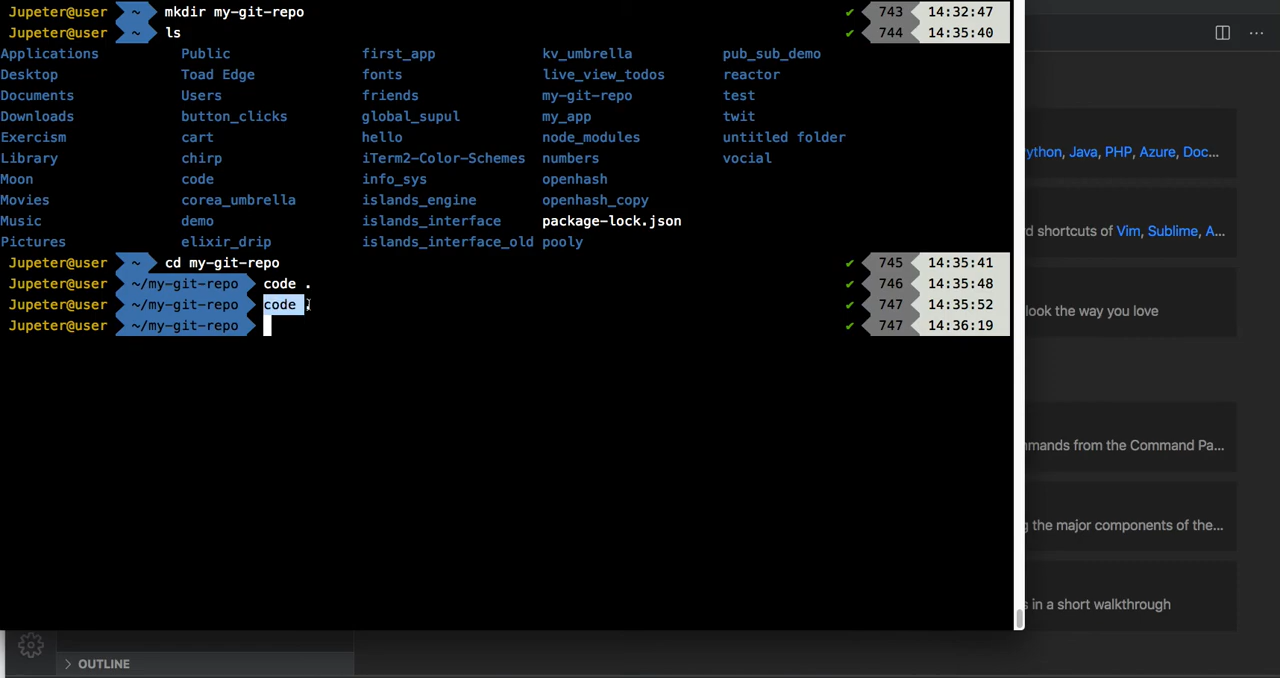 Jupeter@user ~ mkdir my-git-repo ✔ 743 14:32:47
Jupeter@user ~ ls ✔ 744 14:35:40
Applications Public first_app kv_umbrella pub_sub_demo
Desktop Toad Edge fonts live_view_todos reactor
Documents Users friends my-git-repo test
Downloads button_clicks global_supul my_app twit
Exercism cart hello node_modules untitled folder
Library chirp iTerm2-Color-Schemes numbers vocial
Moon code info_sys openhash
Movies corea_umbrella islands_engine openhash_copy
Music demo islands_interface package-lock.json
Pictures elixir_drip islands_interface_old pooly
Jupeter@user ~ cd my-git-repo ✔ 745 14:35:41
Jupeter@user ~/my-git-repo code . ✔ 746 14:35:48
Jupeter@user ~/my-git-repo code ✔ 747 14:35:52
Jupeter@user ~/my-git-repo ✔ 747 14:36:19
ython, Java, PHP, Azure, Doc...
d shortcuts of Vim, Sublime, A...
look the way you love
mmands from the Command Pa...
g the major components of the...
s in a short walkthrough
> OUTLINE